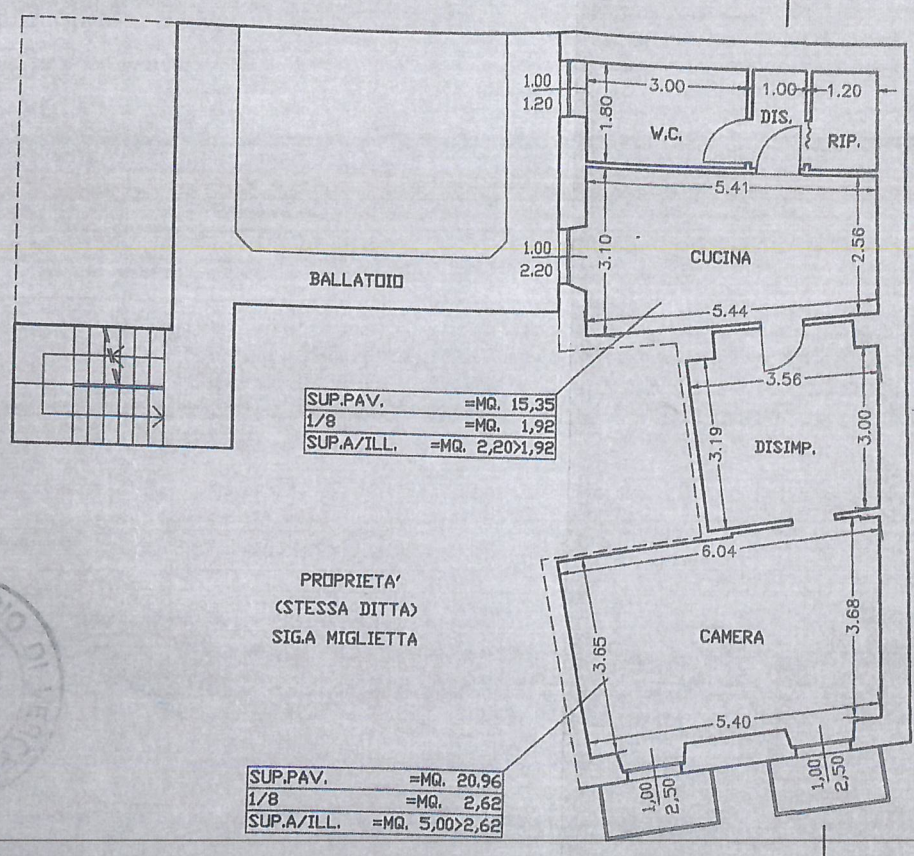 1.00
1.20
3.00
1.00
1.20
1.80
DIS.
W.C.
RIP.
5.41
1.00
2.20
3.10
CUCINA
2.56
BALLATOIO
5.44
3.56
SUP.PAV. =MQ. 15,35
1/8 =MQ. 1,92
SUP.A/ILL. =MQ. 2,20>1,92
3.19
DISIMP.
3.00
6.04
PROPRIETA'
(STESSA DITTA)
SIG.A MIGLIETTA
CAMERA
3.68
3.65
5.40
SUP.PAV. =MQ. 20,96
1/8 =MQ. 2,62
SUP.A/ILL. =MQ. 5,00>2,62
1,00
2,50
1,00
2,50